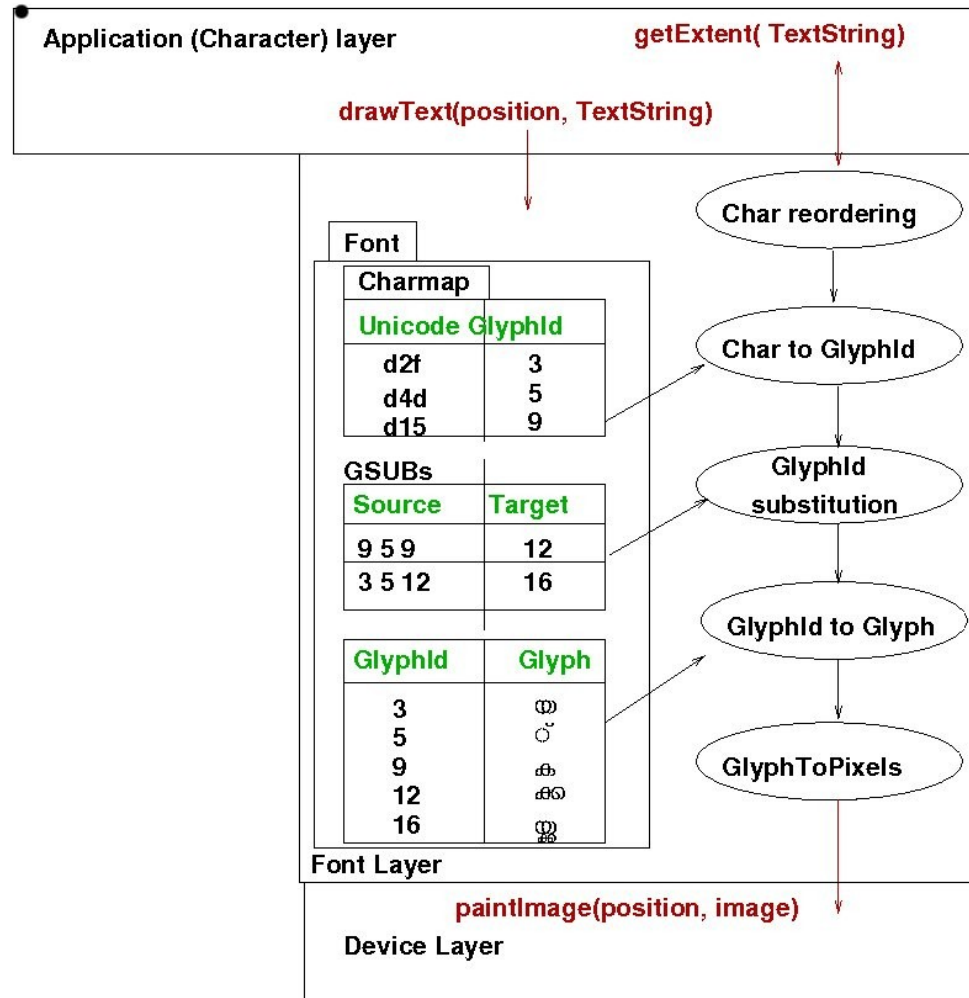 Application (Character) layer
getExtent( TextString)
drawText(position, TextString)
Char reordering
Font
Charmap
Unicode GlyphId
d2f 3
d4d 5
d15 9
Char to GlyphId
GSUBs
Source Target
9 5 9 12
3 5 12 16
GlyphId
substitution
GlyphId Glyph
3 യ
5 ്
9 ക
12 ക്ക
16 യ്ക്ക
GlyphId to Glyph
GlyphToPixels
Font Layer
paintImage(position, image)
Device Layer